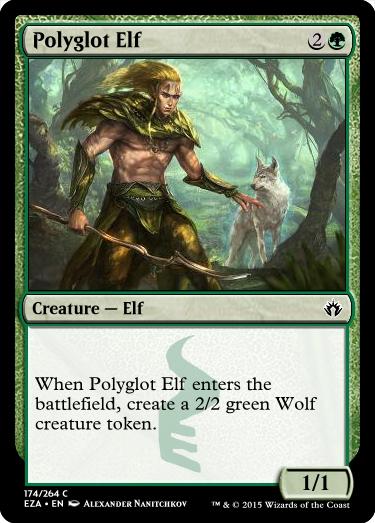 Polyglot Elf 2
Creature — Elf
When Polyglot Elf enters the
battlefield, create a 2/2 green Wolf
creature token.
1/1
174/264 C
EZA • EN ALEXANDER NANITCHKOV ™ & © 2015 Wizards of the Coast